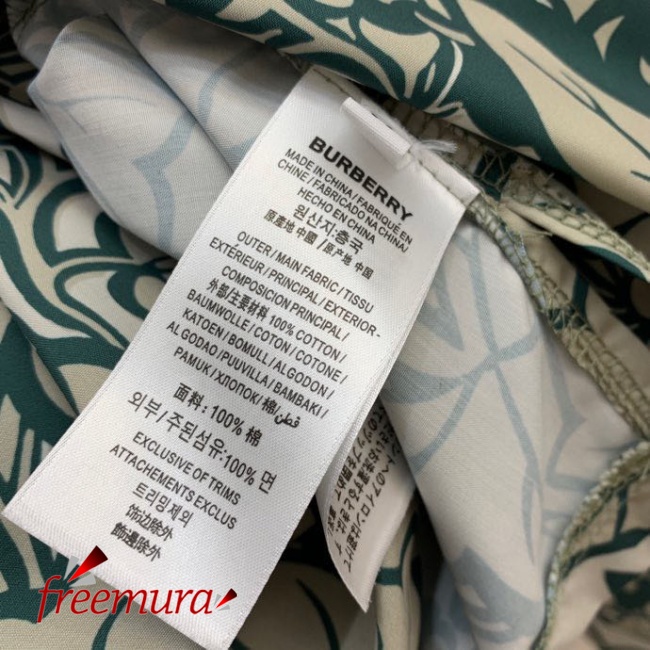 BURBERRY
MADE IN CHINA/FABRIQUÉ EN
CHINE/FABRICADO NA CHINA/
HECHO EN CHINA
원산지:중국
原産地 中國/原产地 中国
OUTER/MAIN FABRIC/TISSU
EXTÉRIEUR/PRINCIPAL/EXTERIOR-
COMPOSICION PRINCIPAL/
外部/主要材料 100% COTTON/
BAUMWOLLE/COTON/COTONE/
KATOEN/BOMULL/ALGODON/
ALGODAO/PUUVILLA/BAMBAKI/
PAMUK/ХЛОПОК/棉/قطن
面料:100% 棉
외부/주된섬유:100% 면
EXCLUSIVE OF TRIMS
ATTACHEMENTS EXCLUS
트리밍제외
饰边除外
飾邊除外
freemura